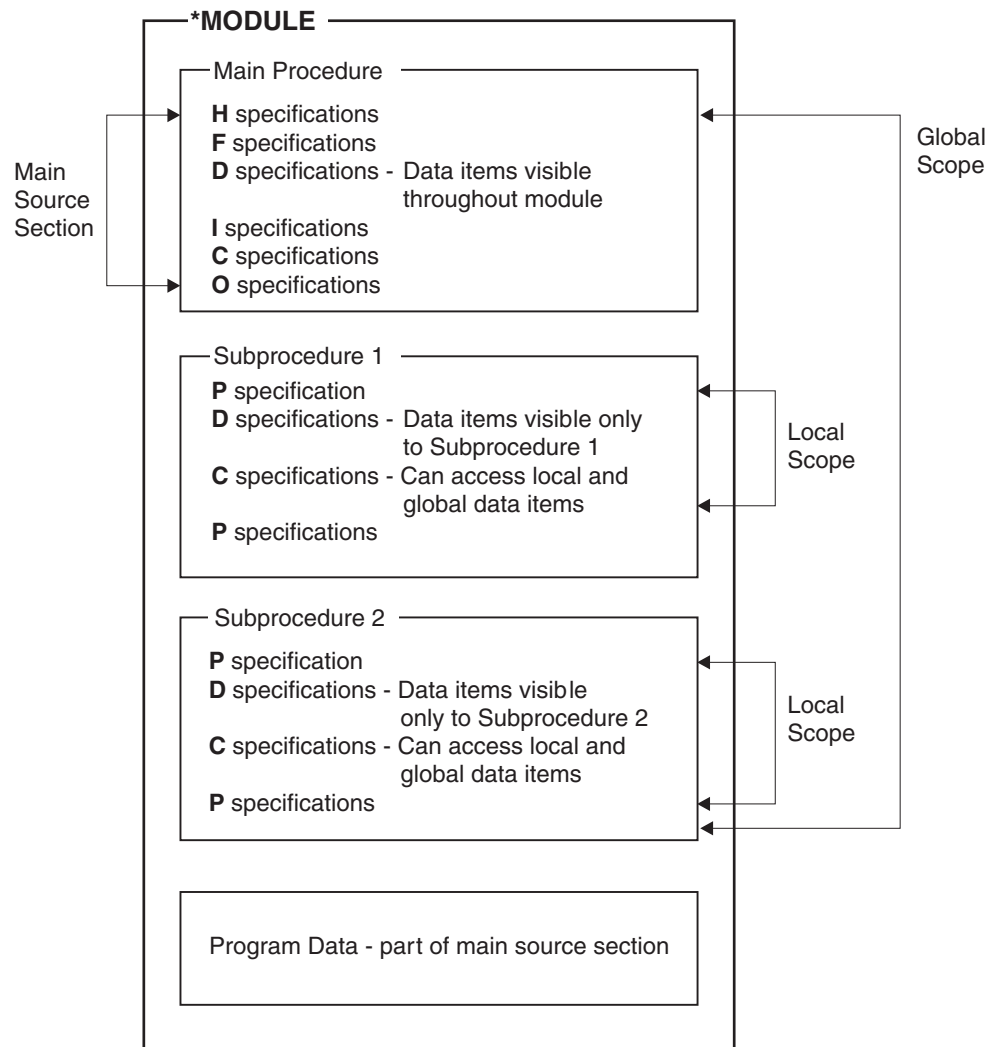 *MODULE
Main Procedure
H specifications
F specifications
D specifications - Data items visible
throughout module
I specifications
C specifications
O specifications
Main
Source
Section
Global
Scope
Subprocedure 1
P specification
D specifications - Data items visible only
to Subprocedure 1
C specifications - Can access local and
global data items
P specifications
Local
Scope
Subprocedure 2
P specification
D specifications - Data items visible
only to Subprocedure 2
C specifications - Can access local and
global data items
P specifications
Local
Scope
Program Data - part of main source section